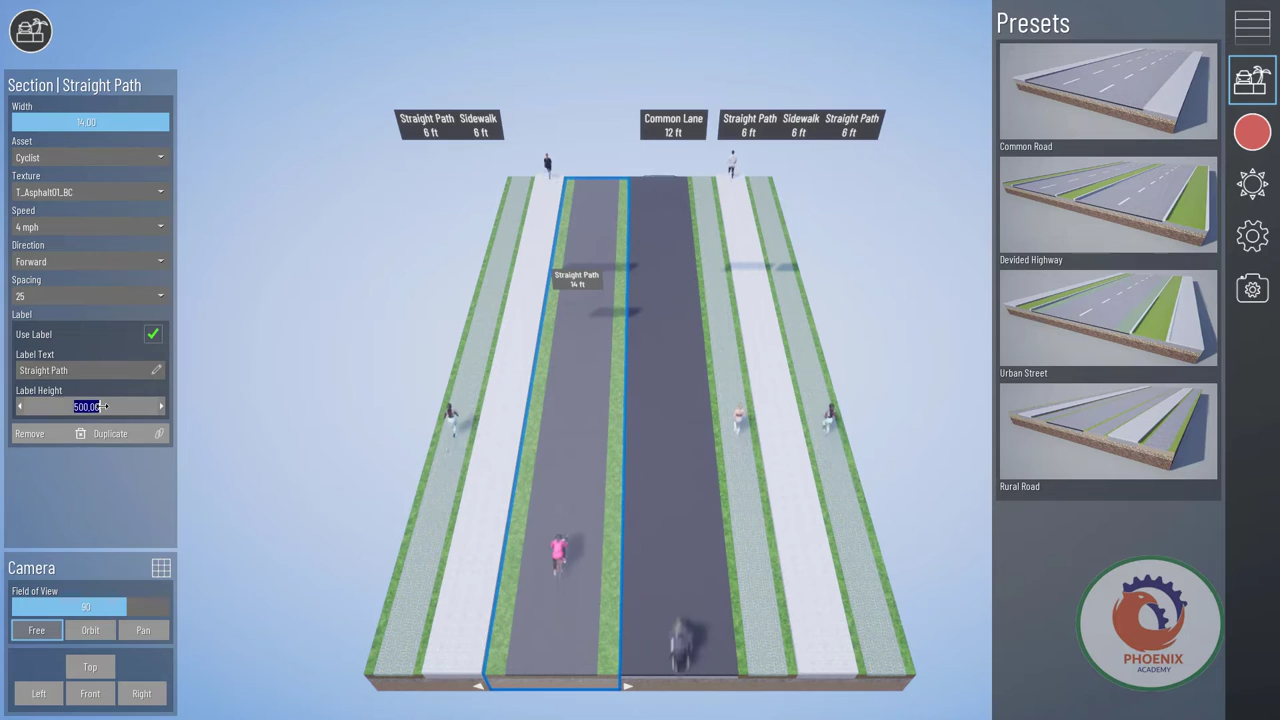 Section | Straight Path
Width
14.00
Asset
Cyclist
Texture
T_Asphalt01_BC
Speed
4 mph
Direction
Forward
Spacing
25
Label
Use Label
Label Text
Straight Path
Label Height
500,00
Remove Duplicate
Camera
Field of View
90
Free Orbit Pan
Top
Left Front Right
Straight Path Sidewalk
6 ft 6 ft
Common Lane
12 ft
Straight Path Sidewalk Straight Path
6 ft 6 ft 6 ft
Straight Path
14 ft
Presets
Common Road
Devided Highway
Urban Street
Rural Road
PHOENIX
ACADEMY